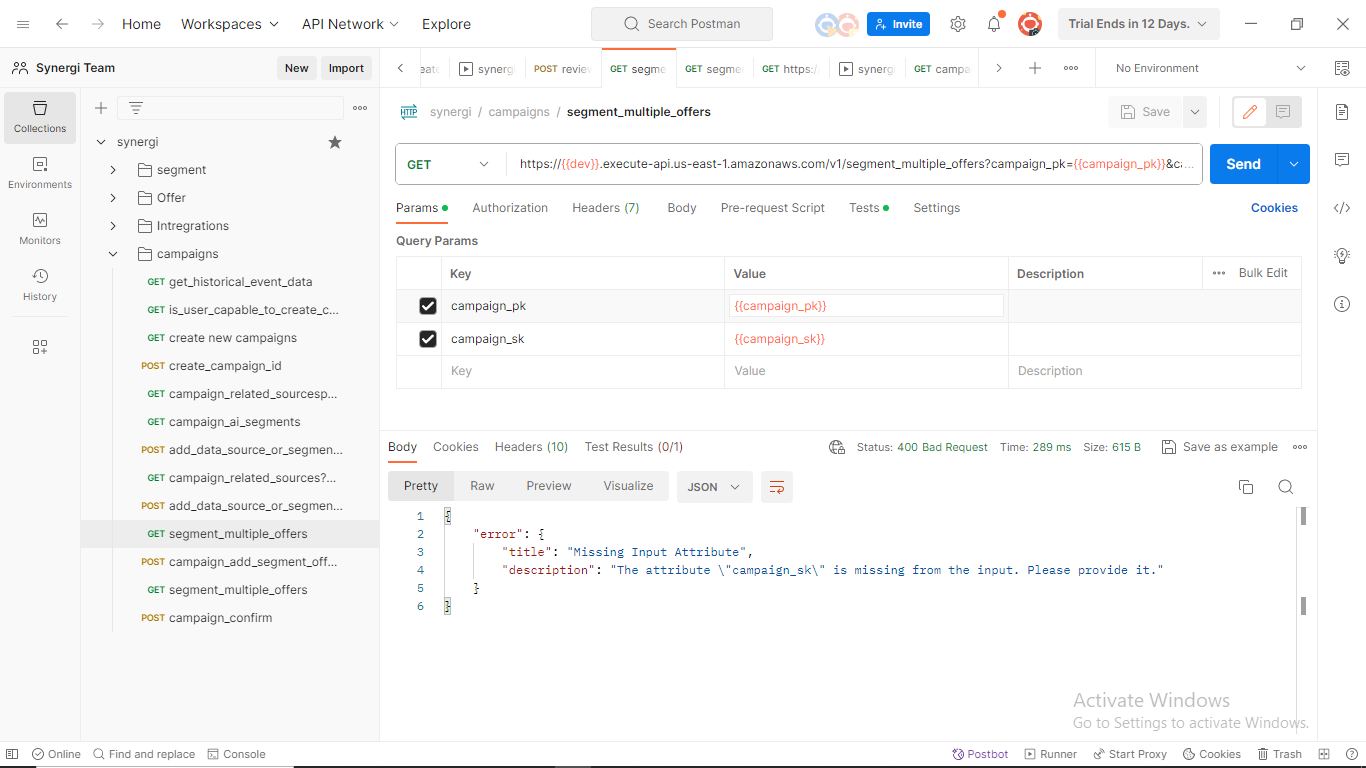 Home Workspaces API Network Explore Search Postman Invite Trial Ends in 12 Days.
Synergi Team New Import synergi POST review GET segme GET segme GET https:/ synergi GET campa No Environment
Collections
Environments
Monitors
History
synergi
segment
Offer
Intregrations
campaigns
GET get_historical_event_data
GET is_user_capable_to_create_c...
GET create new campaigns
POST create_campaign_id
GET campaign_related_sourcesp...
GET campaign_ai_segments
POST add_data_source_or_segmen...
GET campaign_related_sources?...
POST add_data_source_or_segmen...
GET segment_multiple_offers
POST campaign_add_segment_off...
GET segment_multiple_offers
POST campaign_confirm
HTTP synergi / campaigns / segment_multiple_offers Save
GET https://{{dev}}.execute-api.us-east-1.amazonaws.com/v1/segment_multiple_offers?campaign_pk={{campaign_pk}}&ca... Send
Params Authorization Headers (7) Body Pre-request Script Tests Settings Cookies
Query Params
Key Value Description Bulk Edit
campaign_pk {{campaign_pk}}
campaign_sk {{campaign_sk}}
Key Value Description
Body Cookies Headers (10) Test Results (0/1) Status: 400 Bad Request Time: 289 ms Size: 615 B Save as example
Pretty Raw Preview Visualize JSON
1 {
2 "error": {
3 "title": "Missing Input Attribute",
4 "description": "The attribute \"campaign_sk\" is missing from the input. Please provide it."
5 }
6 }
Activate Windows
Go to Settings to activate Windows.
Online Find and replace Console Postbot Runner Start Proxy Cookies Trash